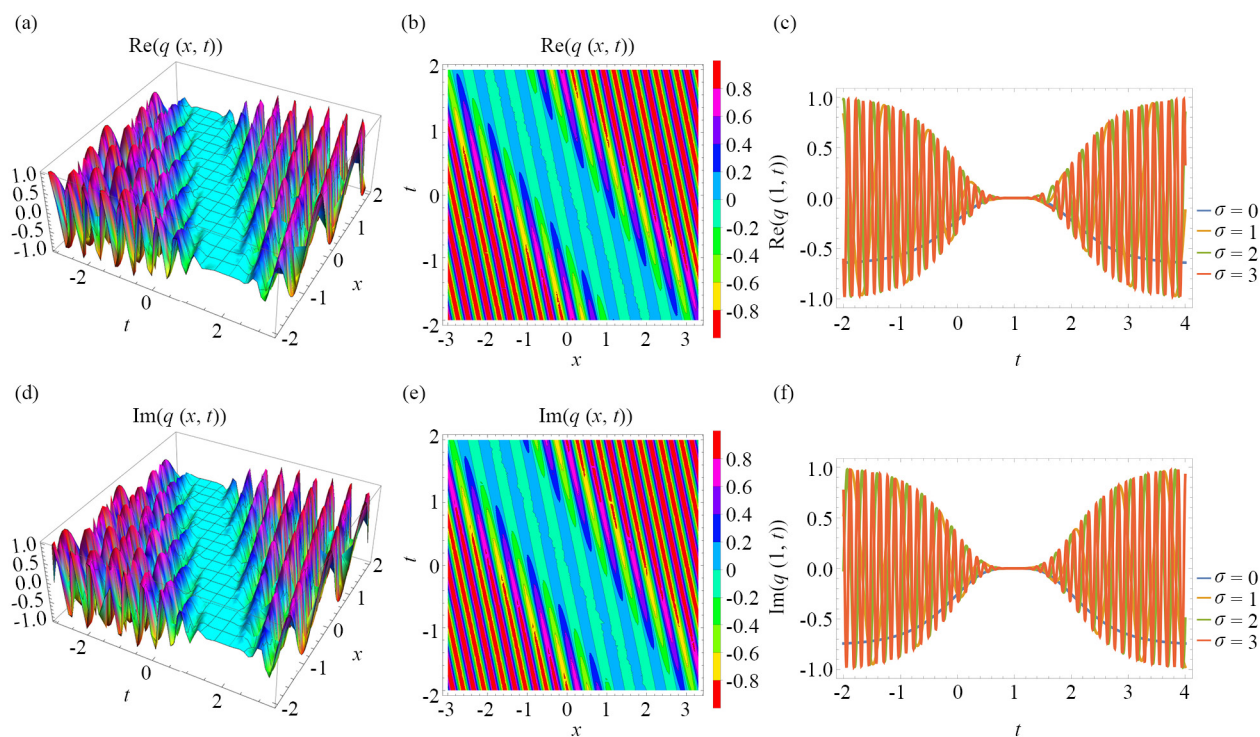 (a)
Re(q (x, t))
1.0
0.5
0.0
-0.5
-1.0
-2
0
2
t
-2
-1
0
1
2
x
(b)
Re(q (x, t))
2
1
0
-1
-2
t
-3 -2 -1 0 1 2 3
x
0.8
0.6
0.4
0.2
0
-0.2
-0.4
-0.6
-0.8
(c)
Re(q (1, t))
1.0
0.5
0.0
-0.5
-1.0
-2 -1 0 1 2 3 4
t
σ = 0
σ = 1
σ = 2
σ = 3
(d)
Im(q (x, t))
1.0
0.5
0.0
-0.5
-1.0
-2
0
2
t
-2
-1
0
1
2
x
(e)
Im(q (x, t))
2
1
0
-1
-2
t
-3 -2 -1 0 1 2 3
x
0.8
0.6
0.4
0.2
0
-0.2
-0.4
-0.6
-0.8
(f)
Im(q (1, t))
1.0
0.5
0.0
-0.5
-1.0
-2 -1 0 1 2 3 4
t
σ = 0
σ = 1
σ = 2
σ = 3